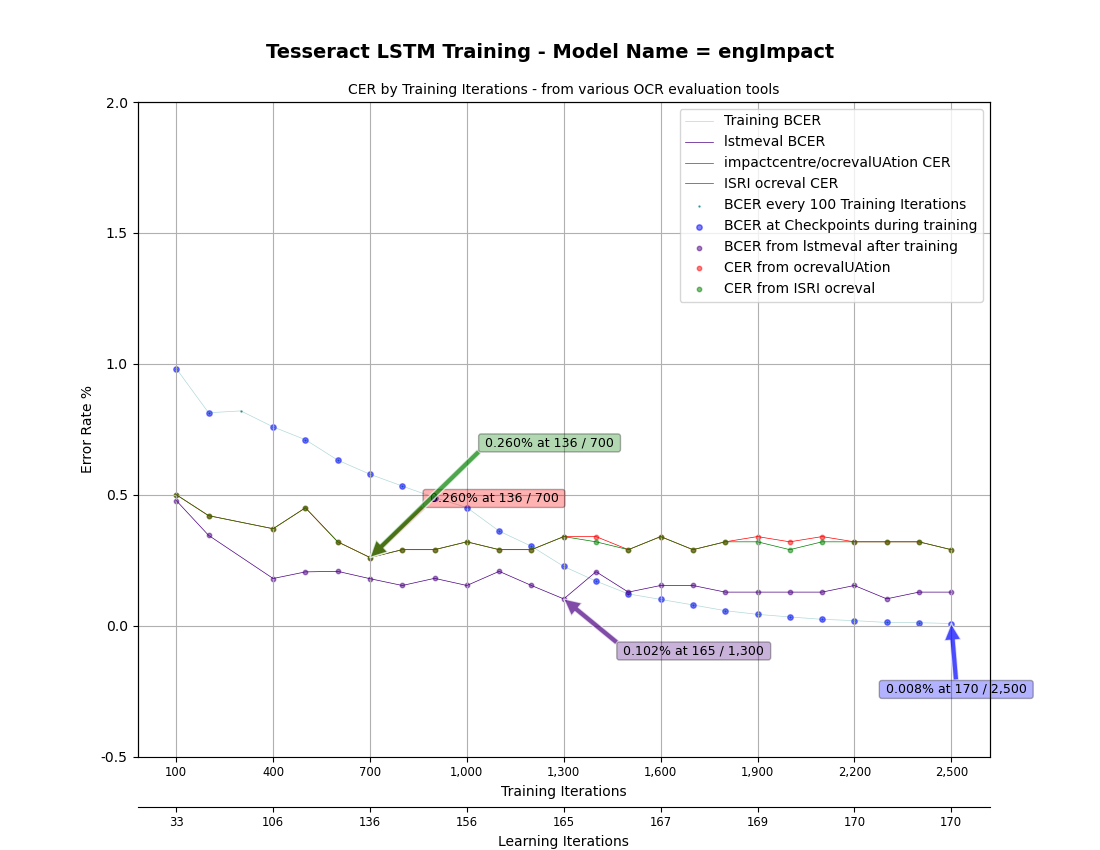 Tesseract LSTM Training - Model Name = engImpact
CER by Training Iterations - from various OCR evaluation tools
Training BCER
lstmeval BCER
impactcentre/ocrevalUAtion CER
ISRI ocreval CER
BCER every 100 Training Iterations
BCER at Checkpoints during training
BCER from lstmeval after training
CER from ocrevalUAtion
CER from ISRI ocreval
2.0
1.5
1.0
0.5
0.0
-0.5
Error Rate %
0.260% at 136 / 700
0.260% at 136 / 700
0.102% at 165 / 1,300
0.008% at 170 / 2,500
100 400 700 1,000 1,300 1,600 1,900 2,200 2,500
Training Iterations
33 106 136 156 165 167 169 170 170
Learning Iterations